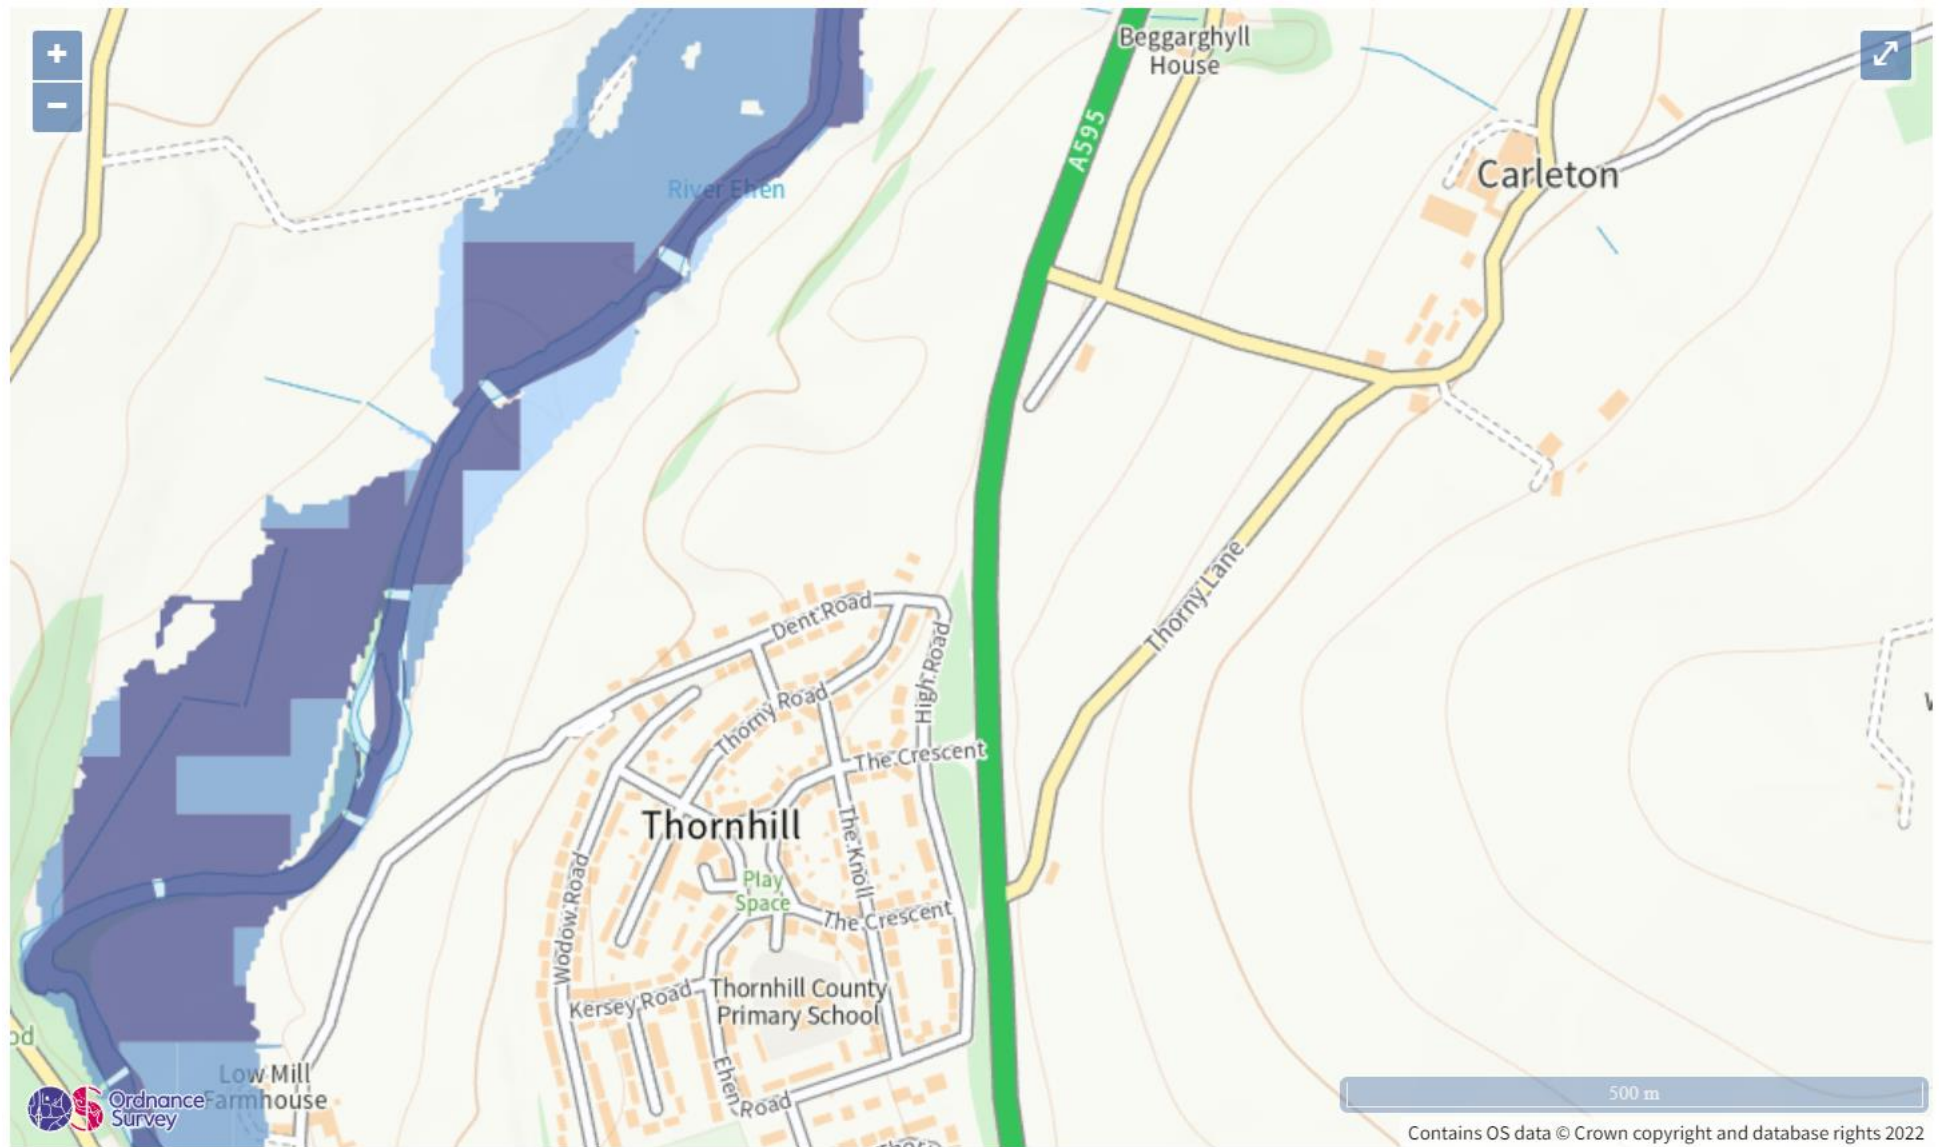 +
−
Beggarghyll
House
A595
Carleton
River Ehen
Thorny Lane
Dent Road
High Road
Thorny Road
The Crescent
Thornhill
The Knoll
Play
Space
Wodow Road
The Crescent
Thornhill County
Primary School
Kersey Road
Ehen Road
od
Low Mill
Farmhouse
Ordnance
Survey
500 m
Contains OS data © Crown copyright and database rights 2022